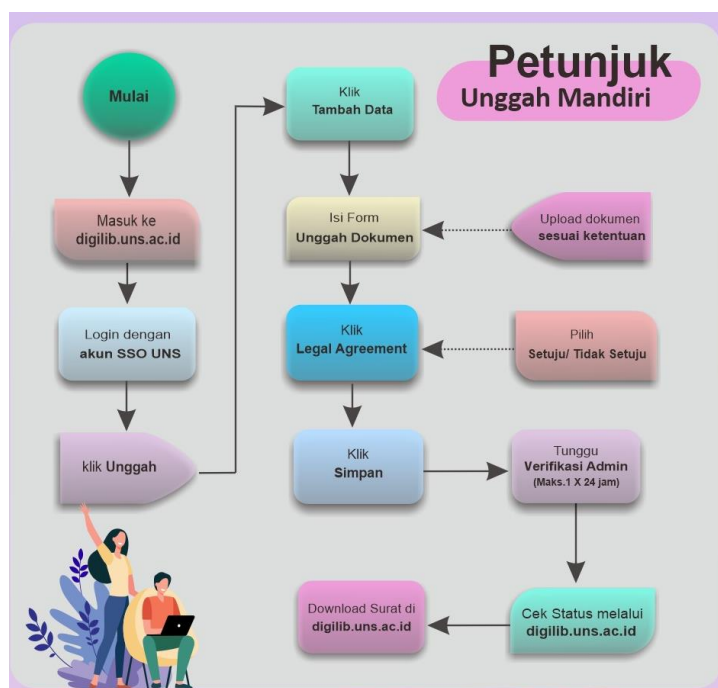 Petunjuk
Unggah Mandiri
Mulai
Masuk ke
digilib.uns.ac.id
Login dengan
akun SSO UNS
klik Unggah
Klik
Tambah Data
Isi Form
Unggah Dokumen
Upload dokumen
sesuai ketentuan
Klik
Legal Agreement
Pilih
Setuju/ Tidak Setuju
Klik
Simpan
Tunggu
Verifikasi Admin
(Maks.1 X 24 jam)
Cek Status melalui
digilib.uns.ac.id
Download Surat di
digilib.uns.ac.id